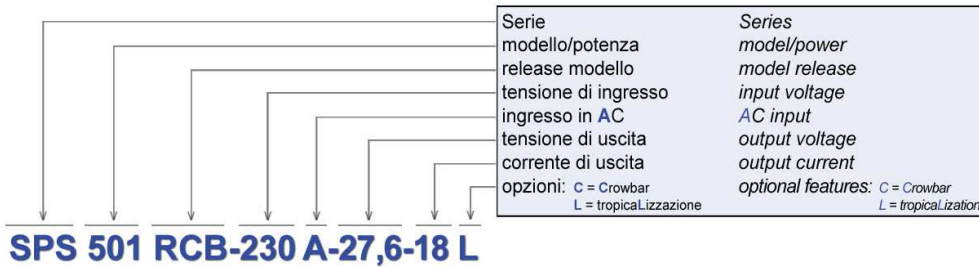 Serie Series
modello/potenza model/power
release modello model release
tensione di ingresso input voltage
ingresso in AC AC input
tensione di uscita output voltage
corrente di uscita output current
opzioni: C = Crowbar optional features: C = Crowbar
L = tropicaLizzazione L = tropicaLization
SPS 501 RCB-230 A-27,6-18 L